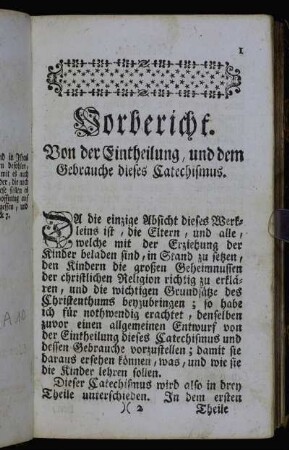 1
Vorbericht.
Von der Eintheilung, und dem
Gebrauche dieses Catechismus.
DA die einzige Absicht dieses Werk-
leins ist, die Eltern, und alle,
welche mit der Erziehung der
Kinder beladen sind, in Stand zu setzen,
den Kindern die großen Geheimnussen
der christlichen Religion richtig zu erklä-
ren, und die wichtigen Grundsätze des
Christenthums beyzubringen; so habe
ich für nothwendig erachtet, denselben
zuvor einen allgemeinen Entwurf von
der Eintheilung dieses Catechismus und
dessen Gebrauche vorzustellen; damit sie
daraus ersehen können, was, und wie sie
die Kinder lehren sollen.
Dieser Catechismus wird also in drey
Theile unterschieden. In dem ersten
)( 2 Theile